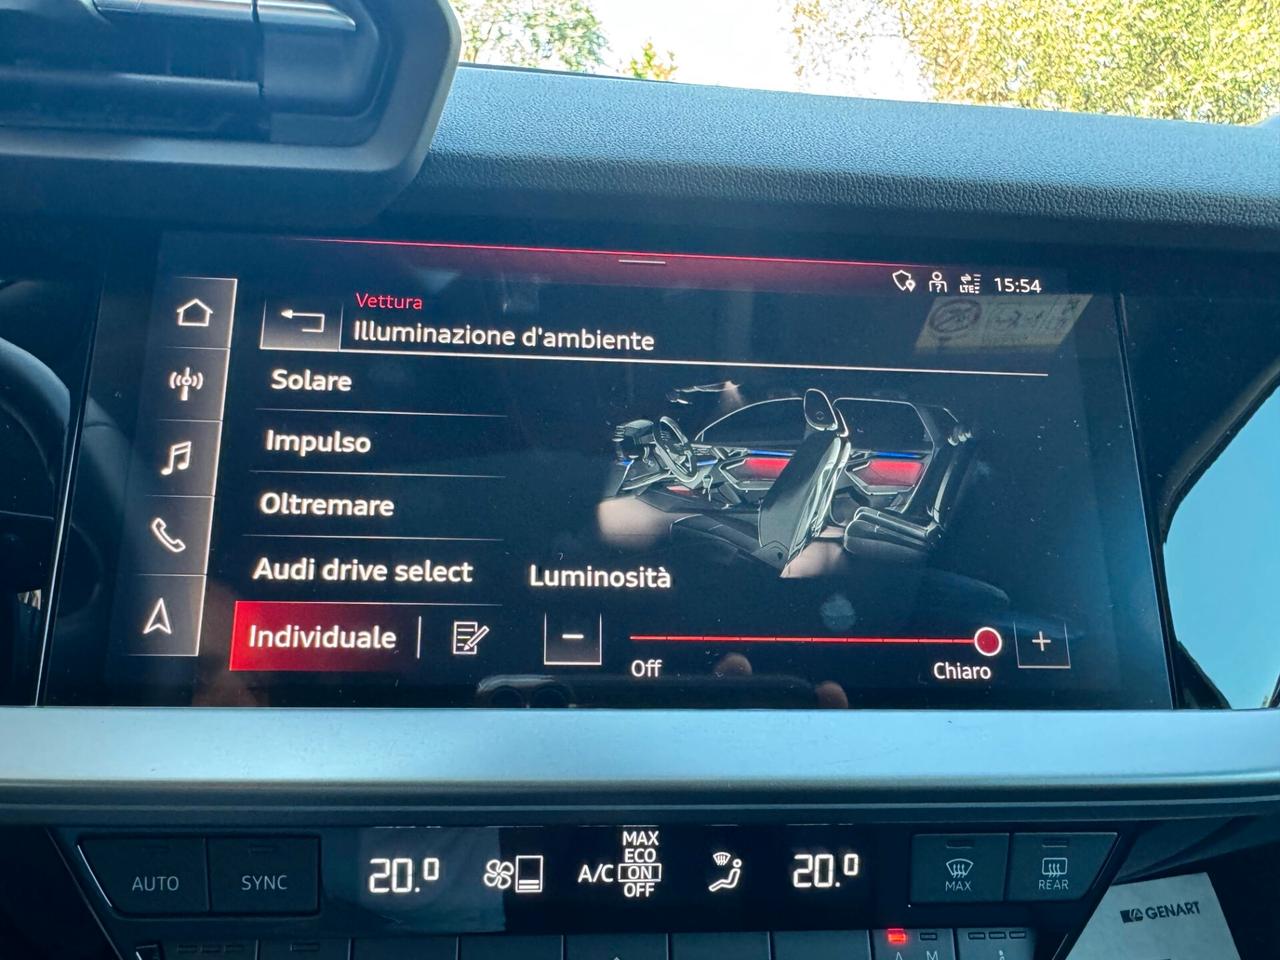 LTE
15:54
Vettura
Illuminazione d'ambiente
Solare
Impulso
Oltremare
Audi drive select
Luminosità
Individuale
Off
Chiaro
AUTO
SYNC
20.0
A/C
MAX
ECO
ON
OFF
20.0
MAX
REAR
GENART
A M